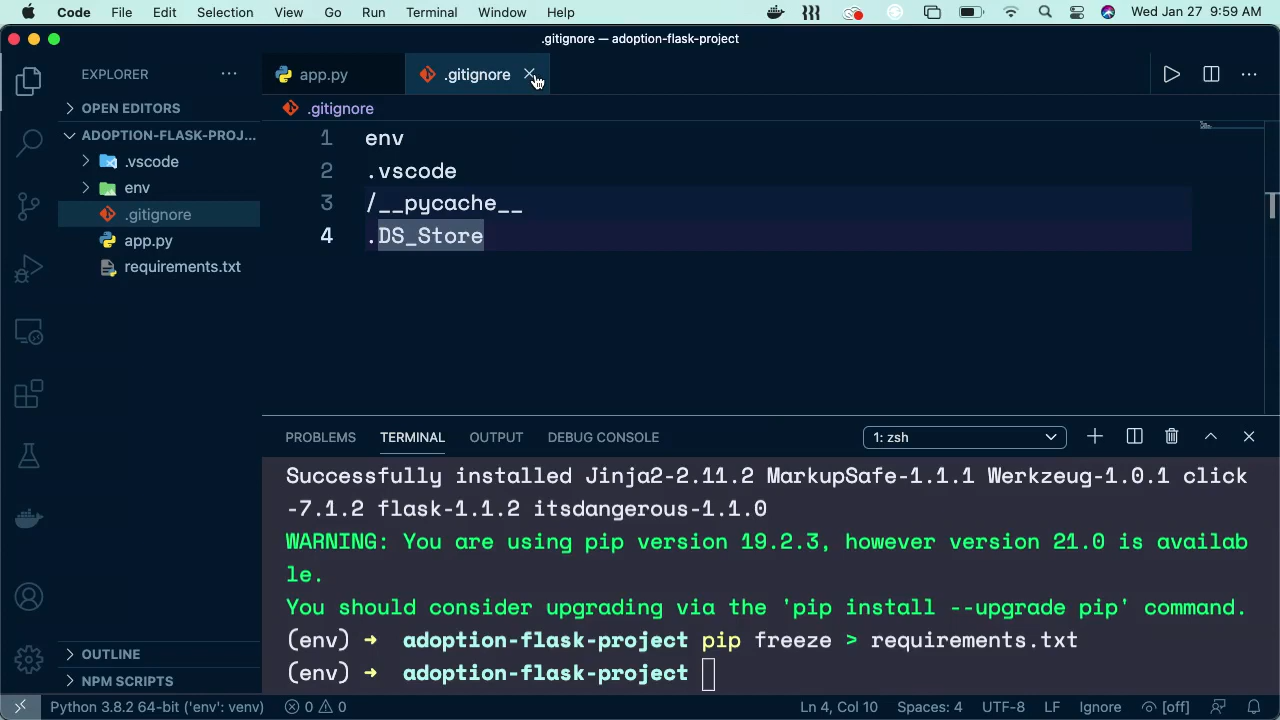 Code File Edit Selection View Go Run Terminal Window Help Wed Jan 27 9:59 AM
.gitignore — adoption-flask-project
EXPLORER
app.py
.gitignore
OPEN EDITORS
.gitignore
ADOPTION-FLASK-PROJ...
.vscode
env
.gitignore
app.py
requirements.txt
1 env
2 .vscode
3 /__pycache__
4 .DS_Store
PROBLEMS TERMINAL OUTPUT DEBUG CONSOLE 1: zsh
Successfully installed Jinja2-2.11.2 MarkupSafe-1.1.1 Werkzeug-1.0.1 click
-7.1.2 flask-1.1.2 itsdangerous-1.1.0
WARNING: You are using pip version 19.2.3, however version 21.0 is availab
le.
You should consider upgrading via the 'pip install --upgrade pip' command.
(env) → adoption-flask-project pip freeze > requirements.txt
(env) → adoption-flask-project
OUTLINE
NPM SCRIPTS
Python 3.8.2 64-bit ('env': venv) 0 0 Ln 4, Col 10 Spaces: 4 UTF-8 LF Ignore [off]